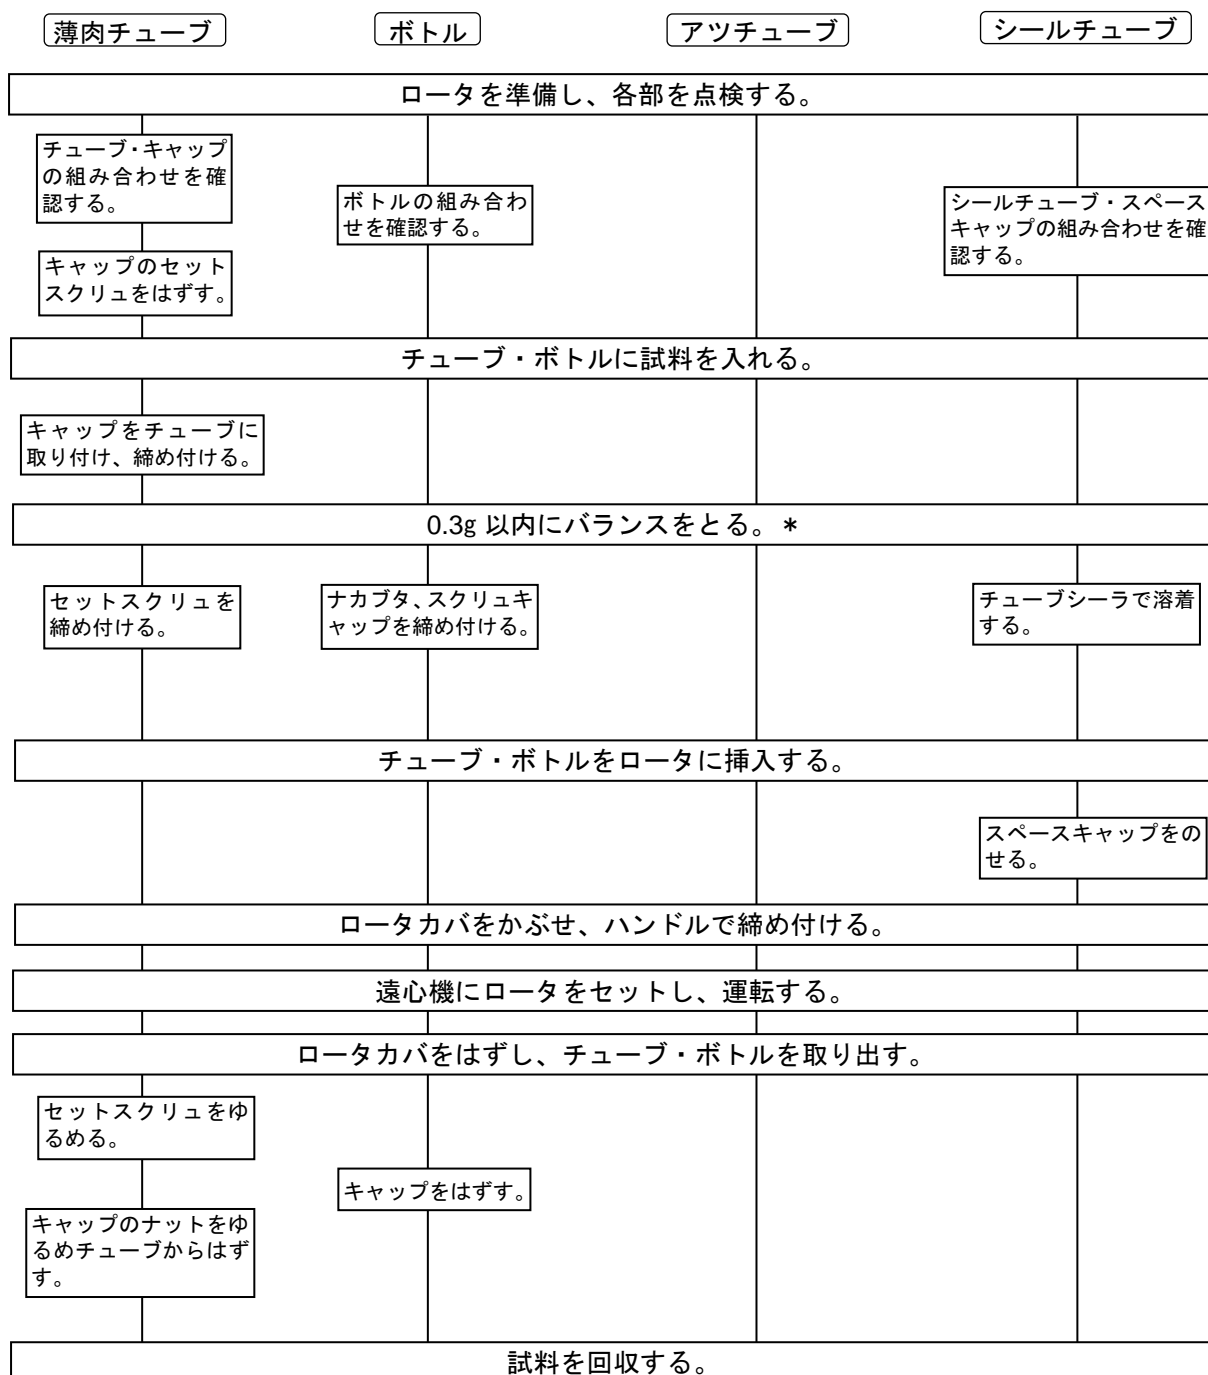 薄肉チューブ
ボトル
アツチューブ
シールチューブ
ロータを準備し、各部を点検する。
チューブ・キャップ
の組み合わせを確
認する。
ボトルの組み合わ
せを確認する。
シールチューブ・スペース
キャップの組み合わせを確
認する。
キャップのセット
スクリュをはずす。
チューブ・ボトルに試料を入れる。
キャップをチューブに
取り付け、締め付ける。
0.3g 以内にバランスをとる。*
セットスクリュを
締め付ける。
ナカブタ、スクリュキ
ャップを締め付ける。
チューブシーラで溶着
する。
チューブ・ボトルをロータに挿入する。
スペースキャップをの
せる。
ロータカバをかぶせ、ハンドルで締め付ける。
遠心機にロータをセットし、運転する。
ロータカバをはずし、チューブ・ボトルを取り出す。
セットスクリュをゆ
るめる。
キャップをはずす。
キャップのナットをゆ
るめチューブからはず
す。
試料を回収する。